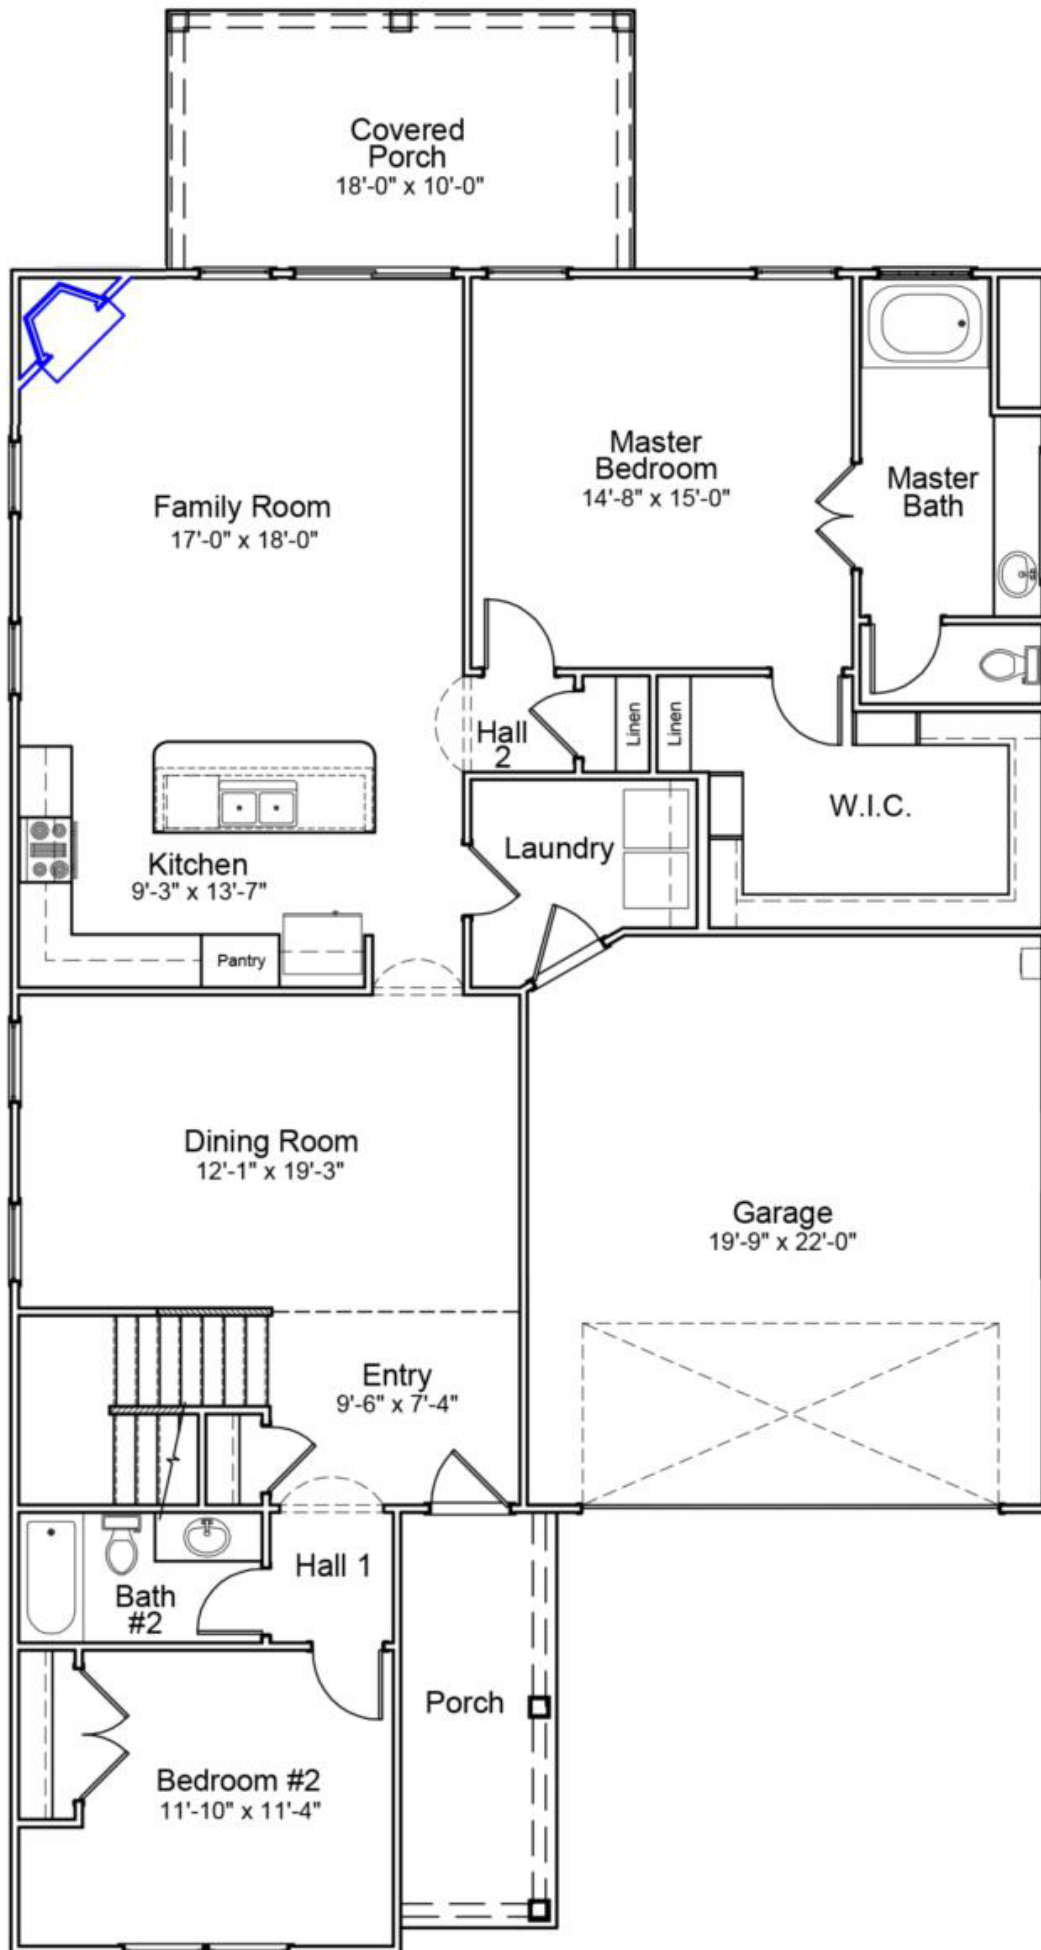 Covered
Porch
18'-0" x 10'-0"
Master
Bedroom
14'-8" x 15'-0"
Master
Bath
Family Room
17'-0" x 18'-0"
Hall
2
Linen
Linen
W.I.C.
Laundry
Kitchen
9'-3" x 13'-7"
Pantry
Dining Room
12'-1" x 19'-3"
Garage
19'-9" x 22'-0"
Entry
9'-6" x 7'-4"
Hall 1
Bath
#2
Porch
Bedroom #2
11'-10" x 11'-4"